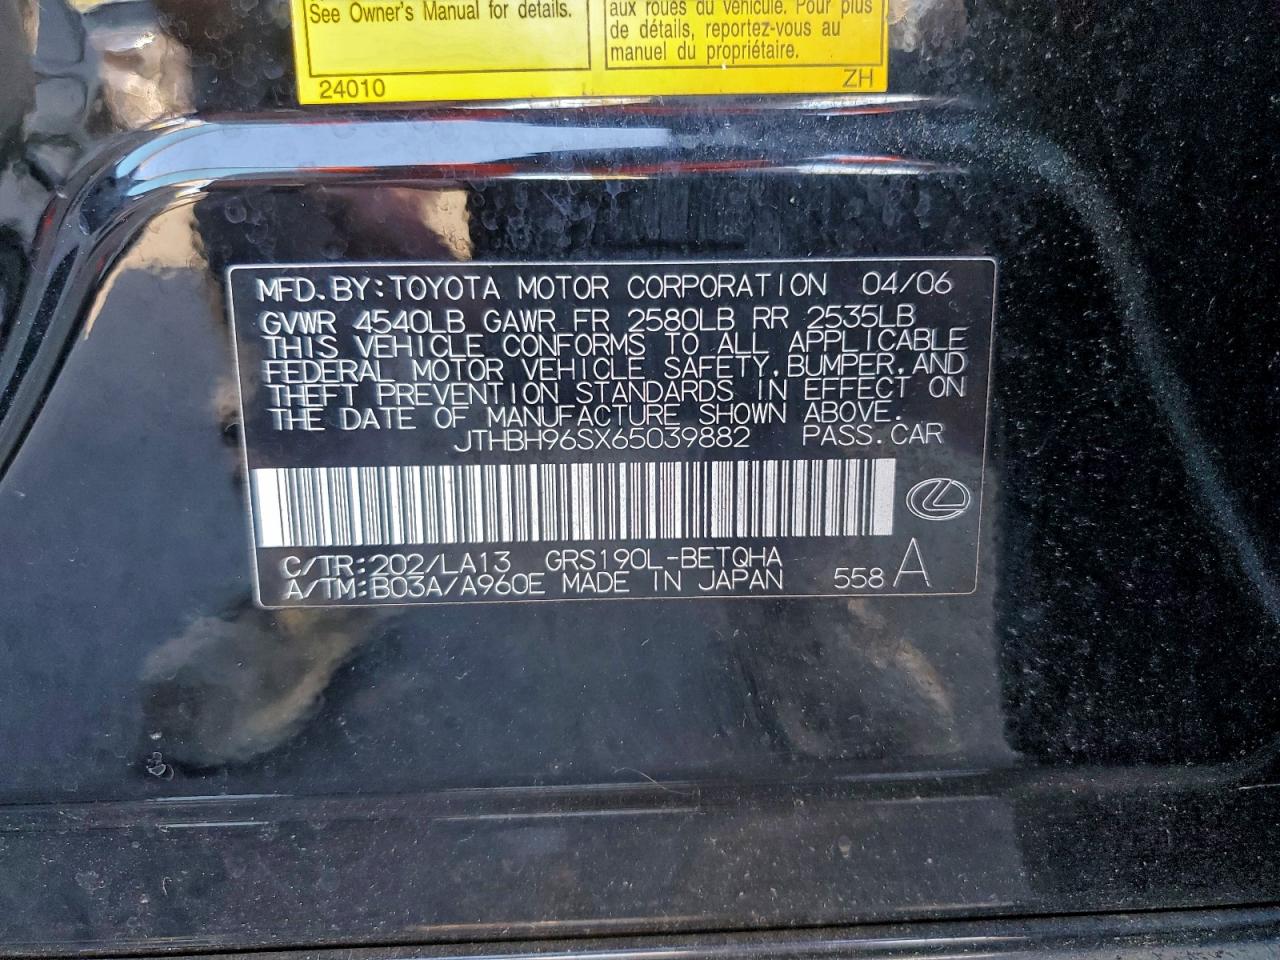 See Owner's Manual for details.
aux roues du véhicule. Pour plus
de détails, reportez-vous au
manuel du propriétaire.
24010
ZH
MFD.BY:TOYOTA MOTOR CORPORATION 04/06
GVWR 4540LB GAWR FR 2580LB RR 2535LB
THIS VEHICLE CONFORMS TO ALL APPLICABLE
FEDERAL MOTOR VEHICLE SAFETY,BUMPER,AND
THEFT PREVENTION STANDARDS IN EFFECT ON
THE DATE OF MANUFACTURE SHOWN ABOVE.
JTHBH96SX65039882 PASS.CAR
C/TR:202/LA13 GRS190L-BETQHA
A/TM:B03A/A960E MADE IN JAPAN 558 A